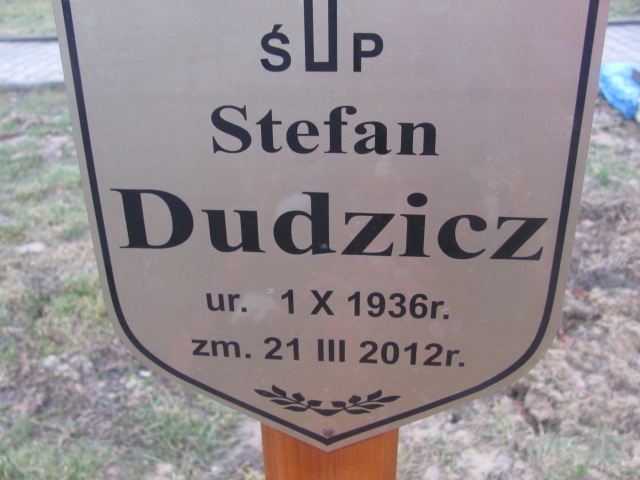 Ś P
Stefan
Dudzicz
ur. 1 X 1936r.
zm. 21 III 2012r.